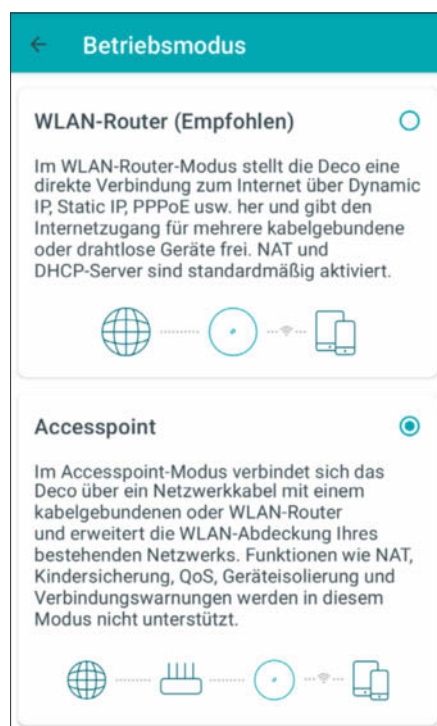 Betriebsmodus
WLAN-Router (Empfohlen)
Im WLAN-Router-Modus stellt die Deco eine
direkte Verbindung zum Internet über Dynamic
IP, Static IP, PPPoE usw. her und gibt den
Internetzugang für mehrere kabelgebundene
oder drahtlose Geräte frei. NAT und
DHCP-Server sind standardmäßig aktiviert.
Accesspoint
Im Accesspoint-Modus verbindet sich das
Deco über ein Netzwerkkabel mit einem
kabelgebundenen oder WLAN-Router
und erweitert die WLAN-Abdeckung Ihres
bestehenden Netzwerks. Funktionen wie NAT,
Kindersicherung, QoS, Geräteisolierung und
Verbindungswarnungen werden in diesem
Modus nicht unterstützt.